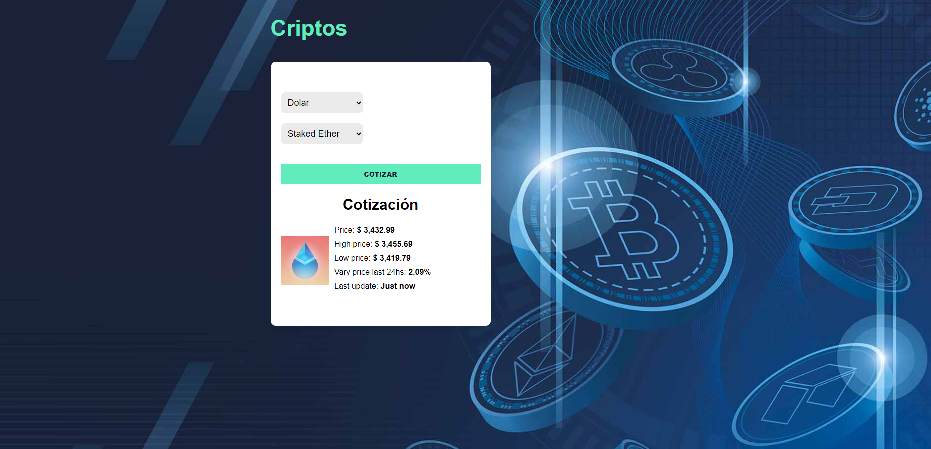 Criptos
Dolar
Staked Ether
COTIZAR
Cotización
Price: $ 3,432.99
High price: $ 3,455.69
Low price: $ 3,419.79
Vary price last 24hs: 2.09%
Last update: Just now